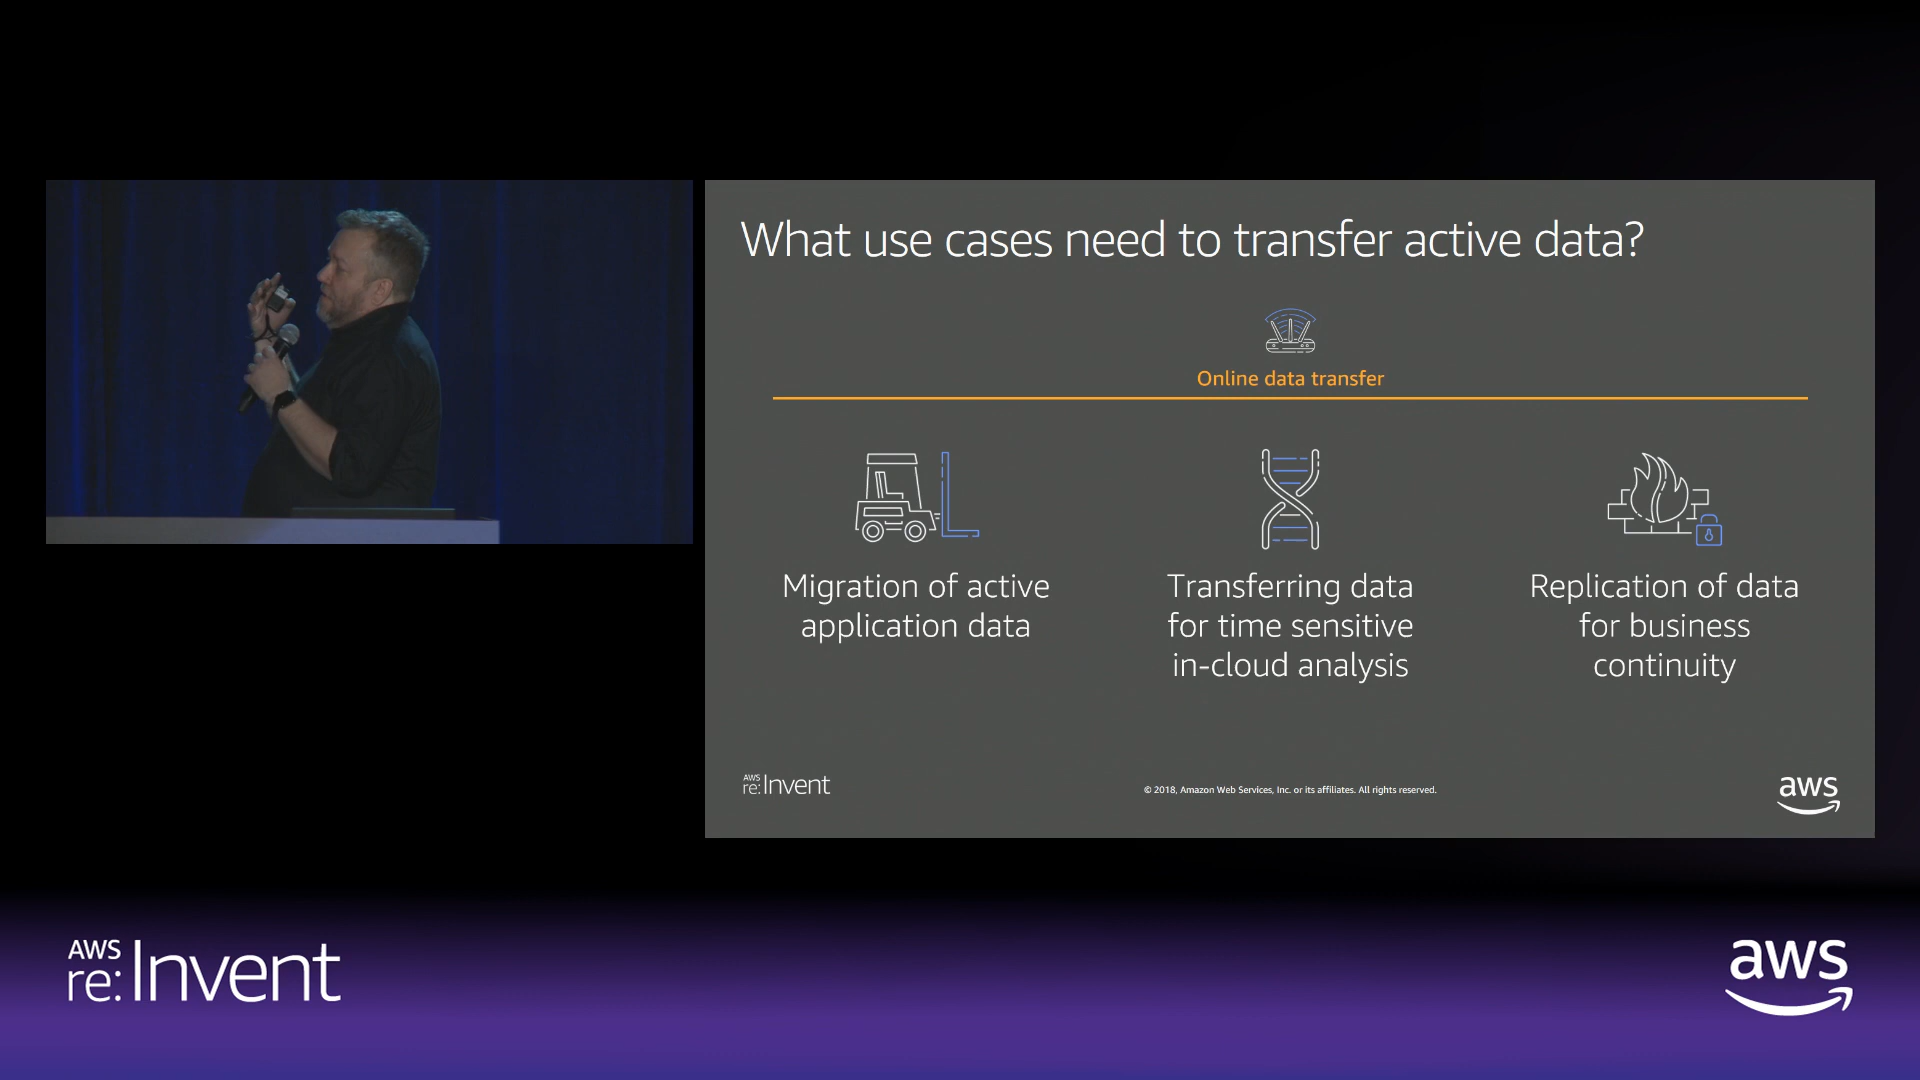 What use cases need to transfer active data?
Online data transfer
Migration of active
application data
Transferring data
for time sensitive
in-cloud analysis
Replication of data
for business
continuity
AWS
re:Invent
© 2018, Amazon Web Services, Inc. or its affiliates. All rights reserved.
aws
AWS
re:Invent
aws